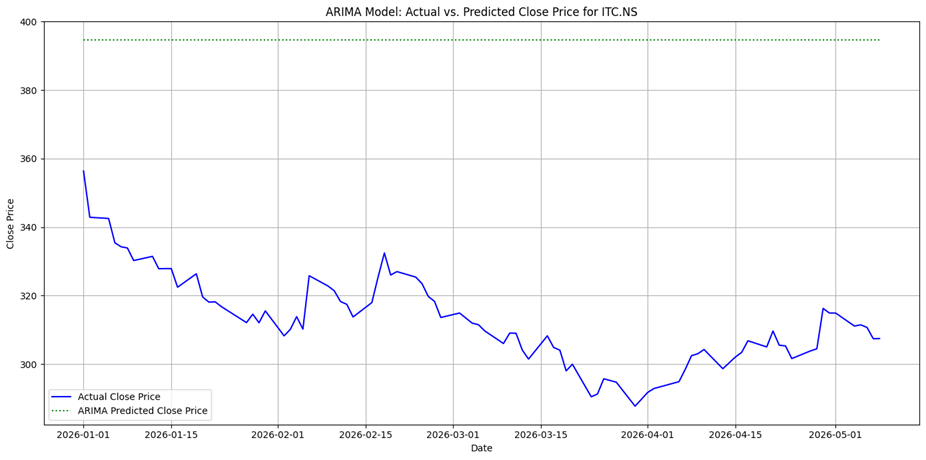 ARIMA Model: Actual vs. Predicted Close Price for ITC.NS
400
380
360
340
320
300
Close Price
Actual Close Price
ARIMA Predicted Close Price
2026-01-01 2026-01-15 2026-02-01 2026-02-15 2026-03-01 2026-03-15 2026-04-01 2026-04-15 2026-05-01
Date